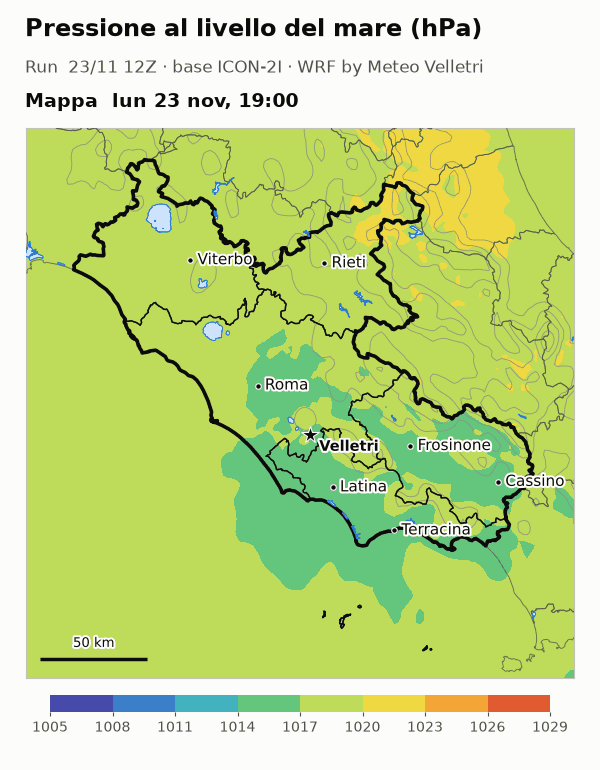 Pressione al livello del mare (hPa)
Run  23/11 12Z · base ICON-2I · WRF by Meteo Velletri
Mappa  lun 23 nov, 19:00
Viterbo
Rieti
Roma
Velletri
Frosinone
Latina
Cassino
Terracina
50 km
1005 1008 1011 1014 1017 1020 1023 1026 1029